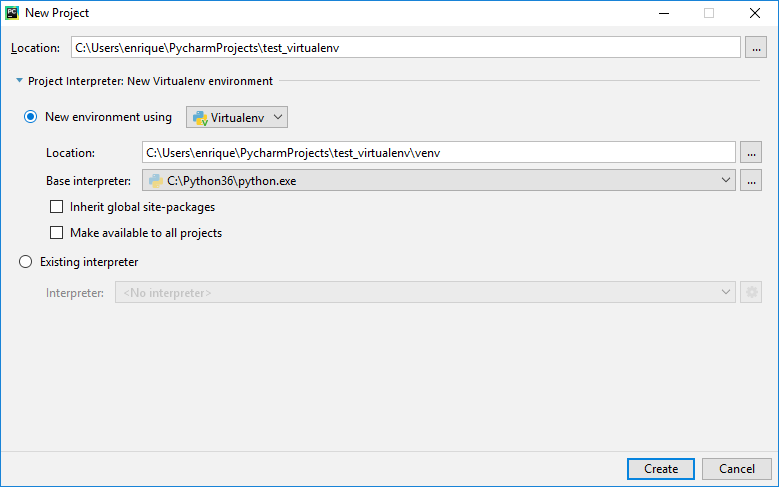 PC New Project
Location: C:\Users\enrique\PycharmProjects\test_virtualenv ...
Project Interpreter: New Virtualenv environment
New environment using Virtualenv
Location: C:\Users\enrique\PycharmProjects\test_virtualenv\venv ...
Base interpreter: C:\Python36\python.exe ...
Inherit global site-packages
Make available to all projects
Existing interpreter
Interpreter: <No interpreter>
Create Cancel